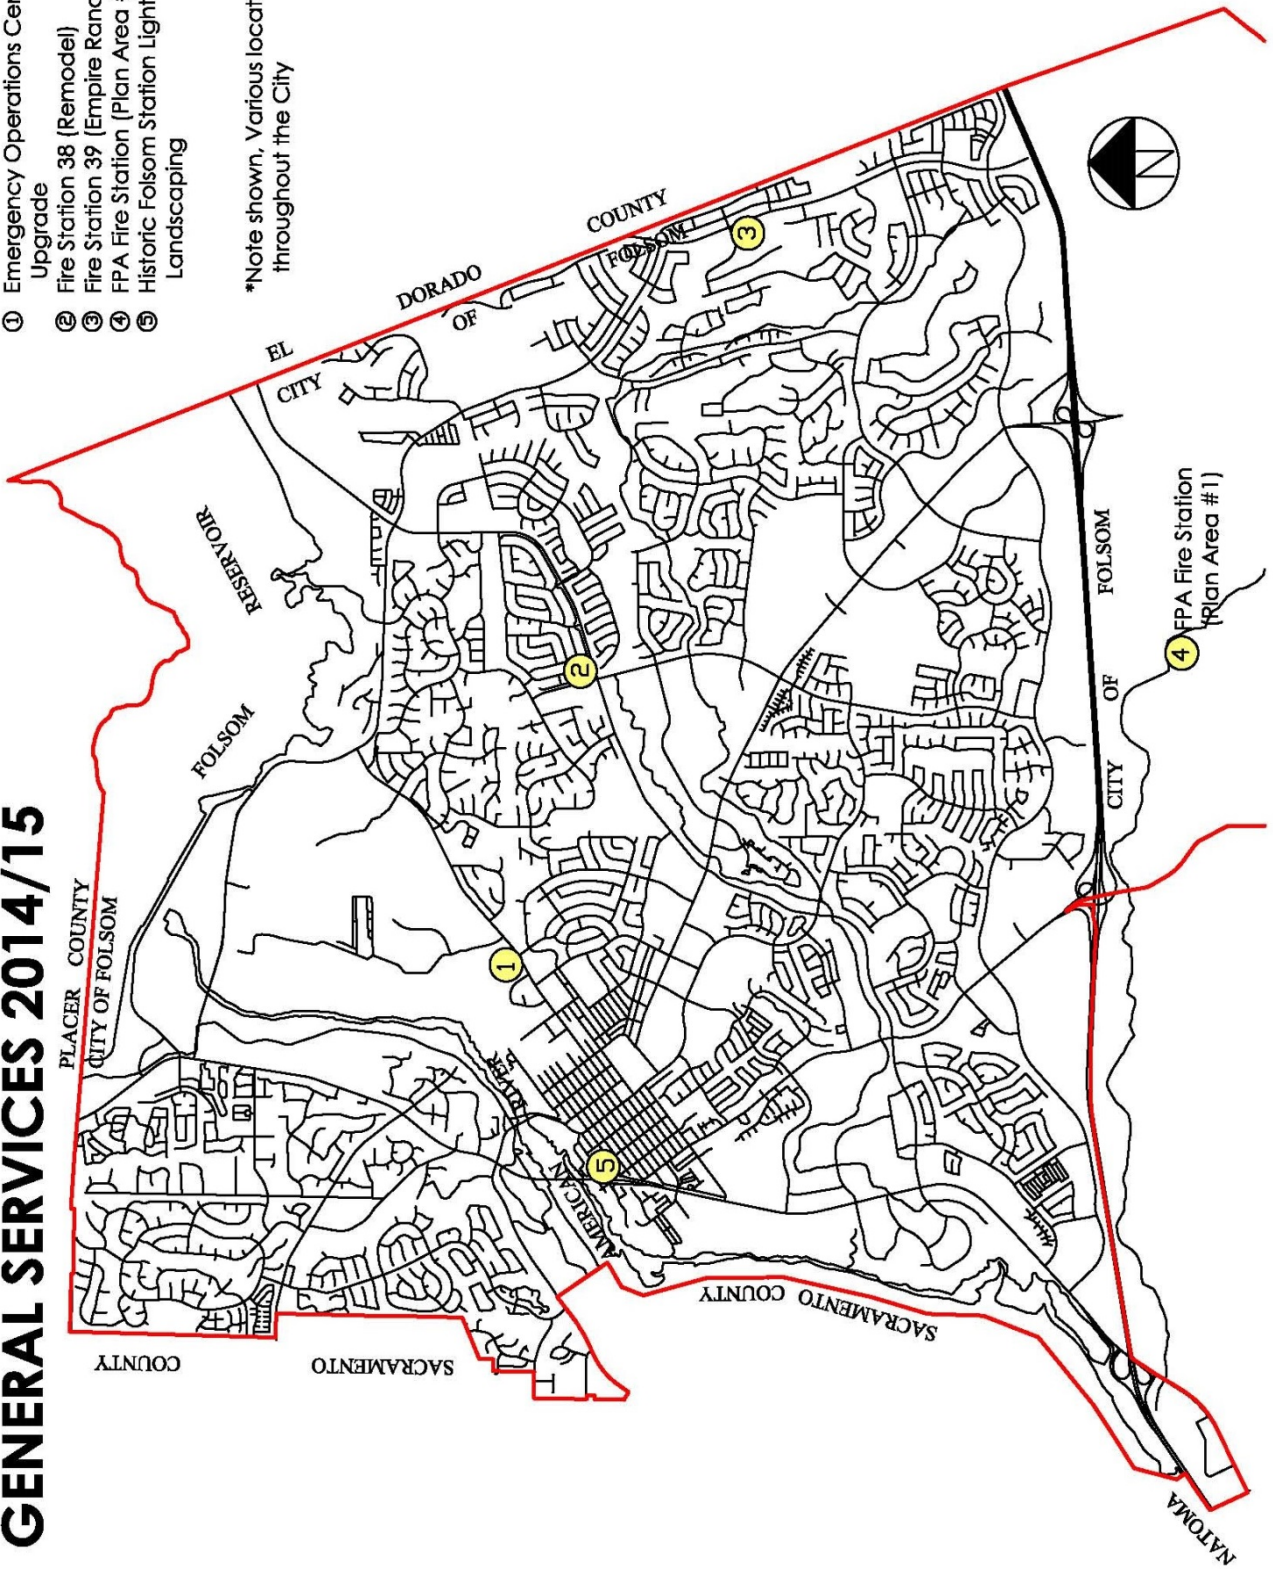 GENERAL SERVICES 2014/15
① Emergency Operations Cen
Upgrade
② Fire Station 38 (Remodel)
③ Fire Station 39 (Empire Ranc
④ FPA Fire Station (Plan Area #
⑤ Historic Folsom Station Light
Landscaping
*Note shown, Various locat
throughout the City
PLACER COUNTY
CITY OF FOLSOM
FOLSOM
RESERVOIR
EL
DORADO
COUNTY
CITY
OF
FOLSOM
COUNTY
SACRAMENTO
AMERICAN
RIVER
SACRAMENTO
COUNTY
CITY
OF
FOLSOM
NATOMA
1
2
3
4
5
FPA Fire Station
(Plan Area #1)
N